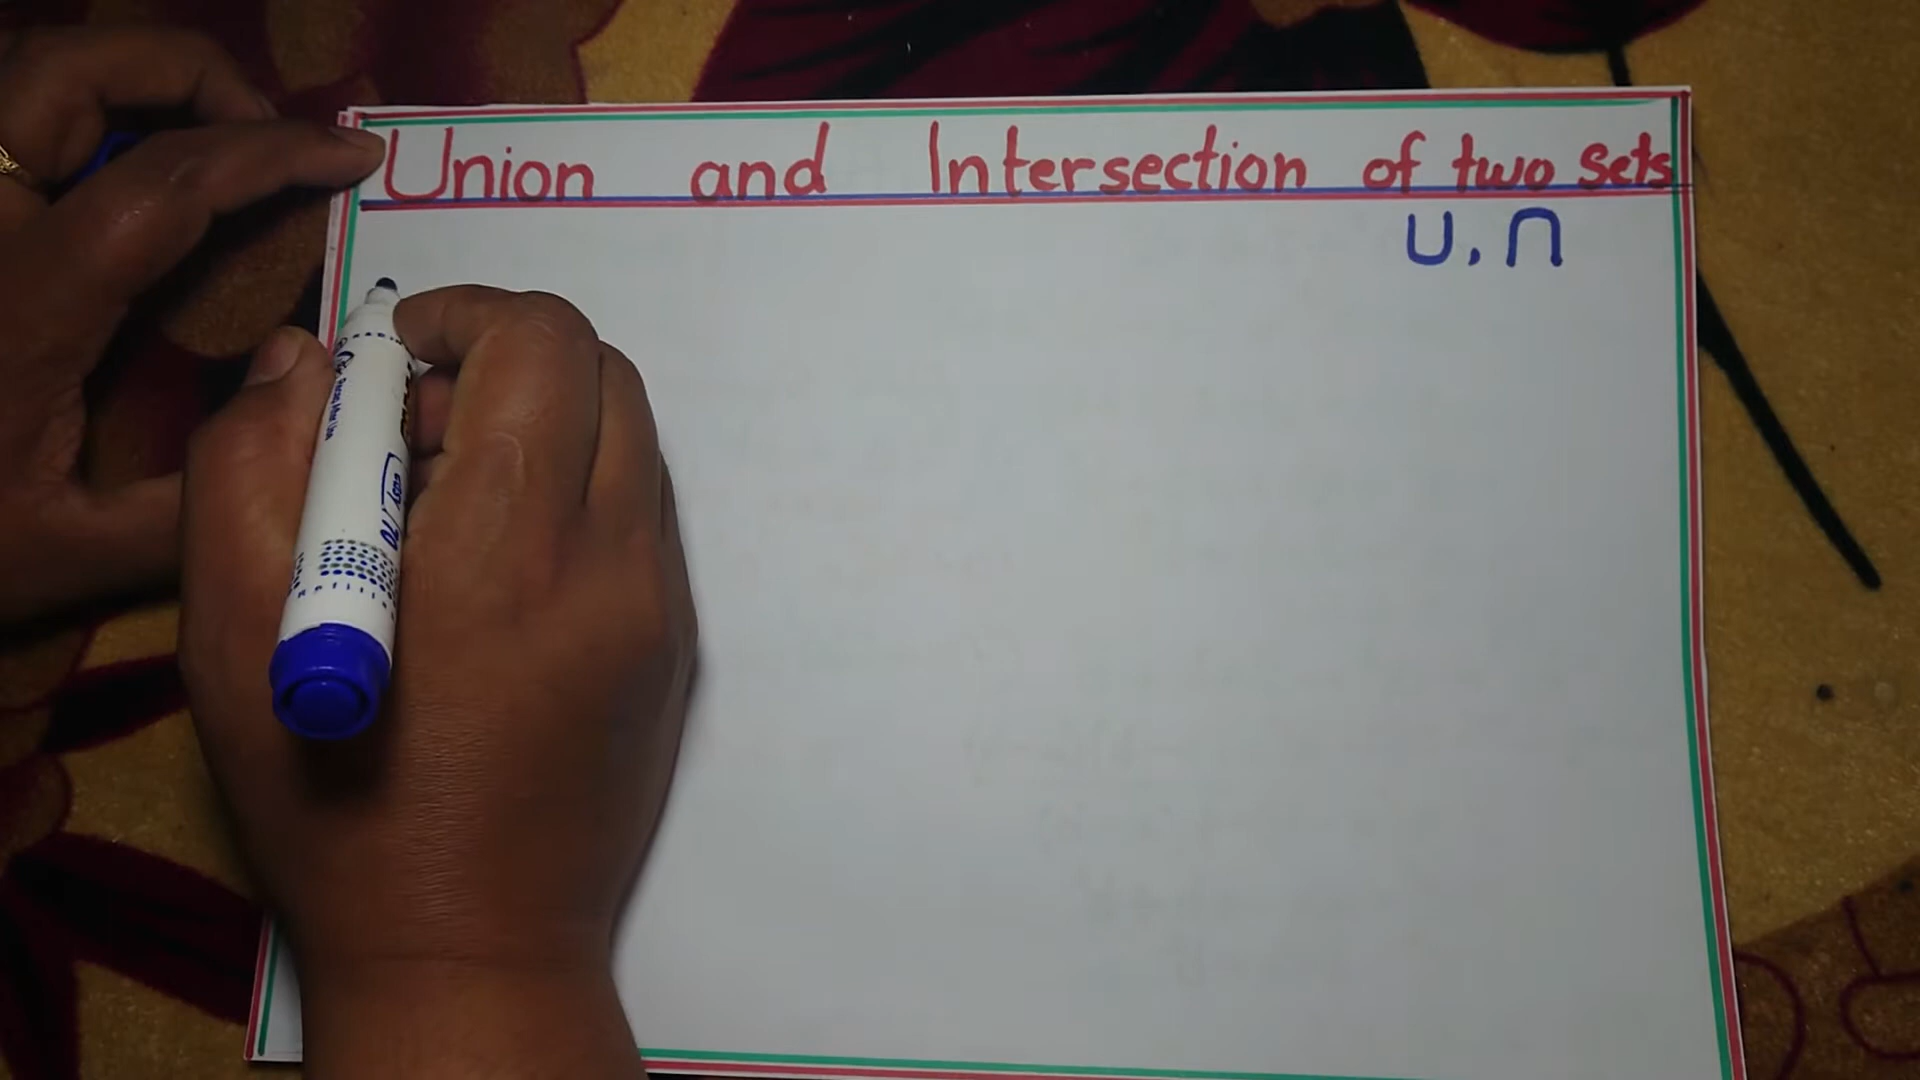 Union and Intersection of two Sets
∪, ∩